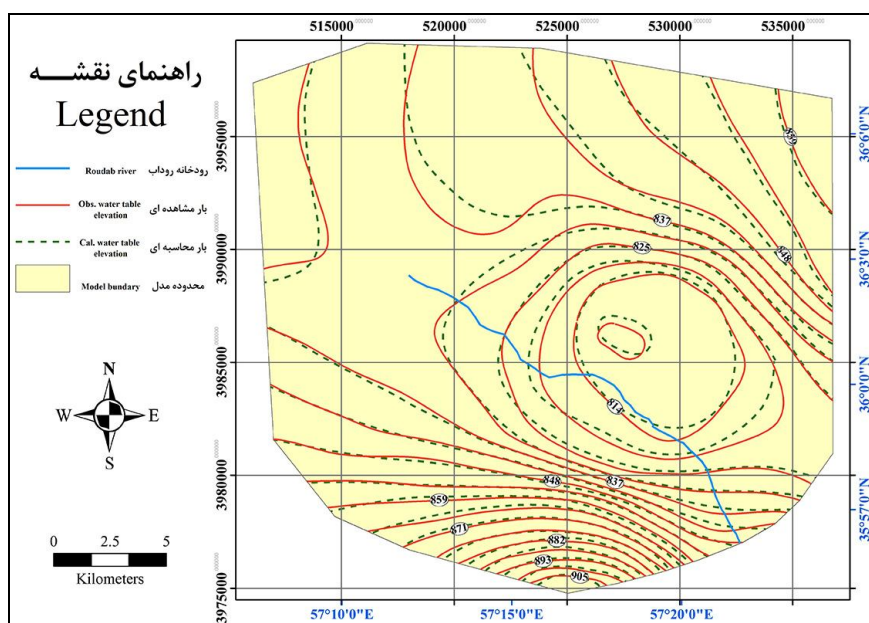 515000 520000 525000 530000 535000
راهنمای نقشـــه
Legend
Roudab river رودخانه روداب
Obs. water table
elevation
بار مشاهده ای
Cal. water table
elevation
بار محاسبه ای
Model bundary محدوده مدل
N
W E
S
0 2.5 5
Kilometers
3995000
3990000
3985000
3980000
3975000
859
837
848
825
814
848
837
859
871
882
893
905
36°6'0"N
36°3'0"N
36°0'0"N
35°57'0"N
57°10'0"E 57°15'0"E 57°20'0"E